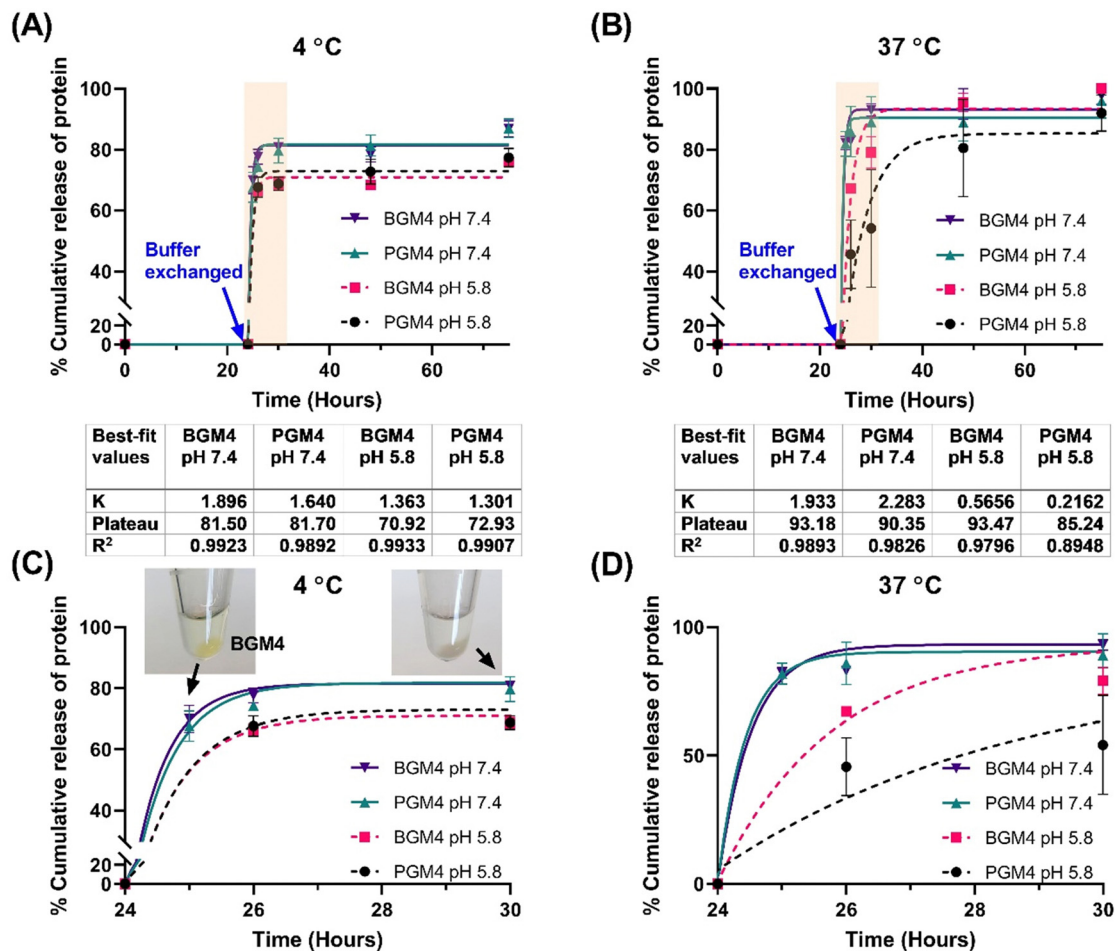 (A)
4 °C
% Cumulative release of protein
100
80
60
40
20
0
Buffer
exchanged
BGM4 pH 7.4
PGM4 pH 7.4
BGM4 pH 5.8
PGM4 pH 5.8
0 20 40 60
Time (Hours)
Best-fit values BGM4 pH 7.4 PGM4 pH 7.4 BGM4 pH 5.8 PGM4 pH 5.8
K 1.896 1.640 1.363 1.301
Plateau 81.50 81.70 70.92 72.93
R² 0.9923 0.9892 0.9933 0.9907
(B)
37 °C
% Cumulative release of protein
100
80
60
40
20
0
Buffer
exchanged
BGM4 pH 7.4
PGM4 pH 7.4
BGM4 pH 5.8
PGM4 pH 5.8
0 20 40 60
Time (Hours)
Best-fit values BGM4 pH 7.4 PGM4 pH 7.4 BGM4 pH 5.8 PGM4 pH 5.8
K 1.933 2.283 0.5656 0.2162
Plateau 93.18 90.35 93.47 85.24
R² 0.9893 0.9826 0.9796 0.8948
(C)
4 °C
% Cumulative release of protein
100
80
60
40
20
0
BGM4
BGM4 pH 7.4
PGM4 pH 7.4
BGM4 pH 5.8
PGM4 pH 5.8
24 26 28 30
Time (Hours)
(D)
37 °C
% Cumulative release of protein
100
50
0
BGM4 pH 7.4
PGM4 pH 7.4
BGM4 pH 5.8
PGM4 pH 5.8
24 26 28 30
Time (Hours)